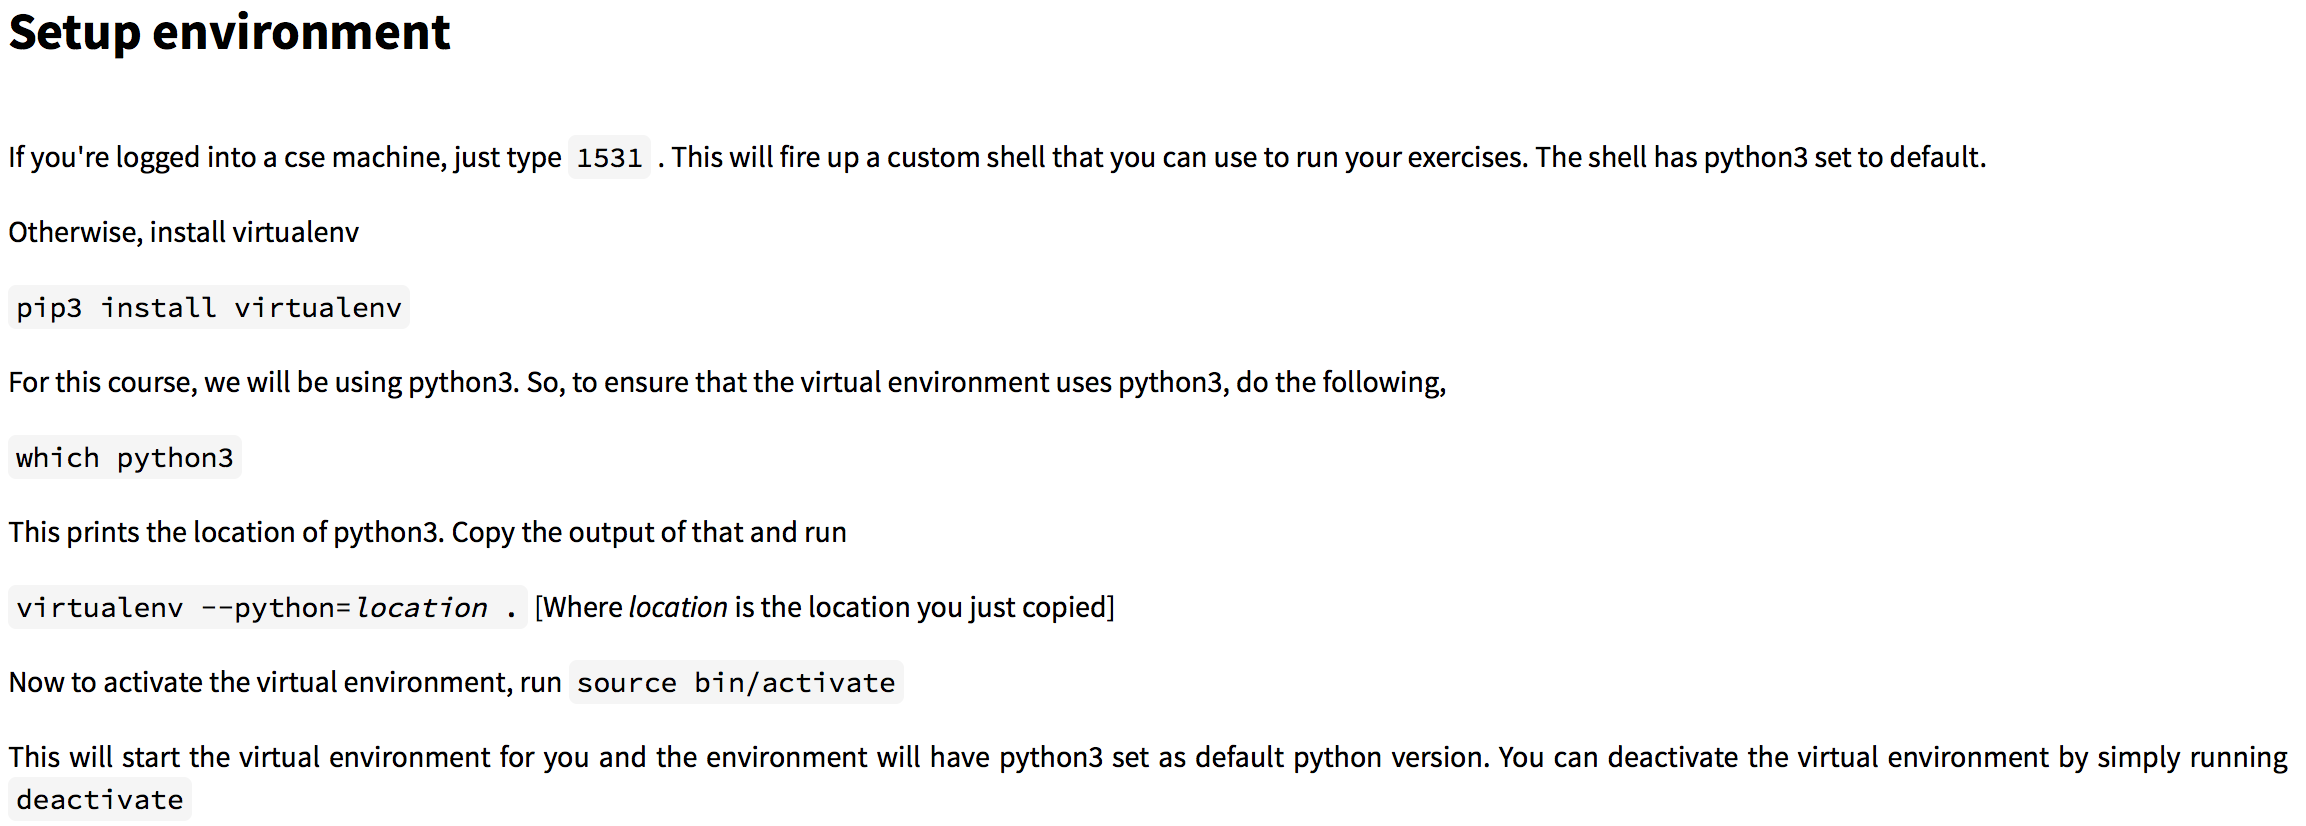 Setup environment
If you're logged into a cse machine, just type 1531 . This will fire up a custom shell that you can use to run your exercises. The shell has python3 set to default.
Otherwise, install virtualenv
pip3 install virtualenv
For this course, we will be using python3. So, to ensure that the virtual environment uses python3, do the following,
which python3
This prints the location of python3. Copy the output of that and run
virtualenv --python=location . [Where location is the location you just copied]
Now to activate the virtual environment, run source bin/activate
This will start the virtual environment for you and the environment will have python3 set as default python version. You can deactivate the virtual environment by simply running
deactivate